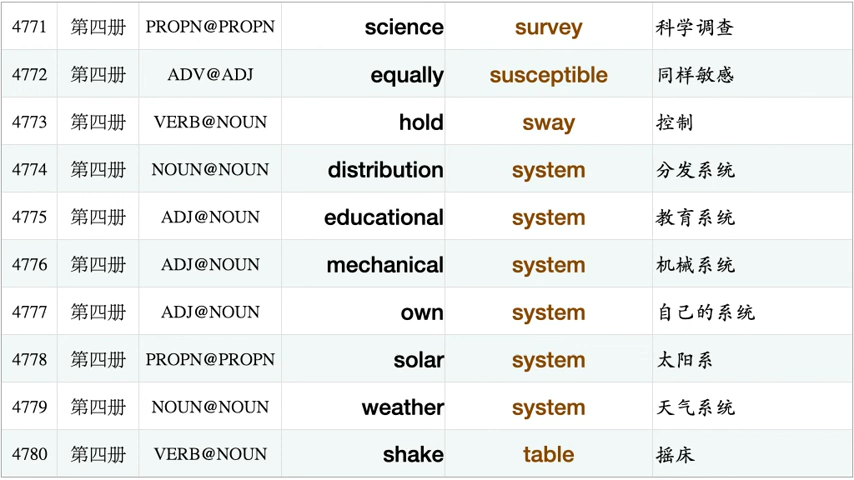 4771 第四册 PROPN@PROPN science survey 科学调查
4772 第四册 ADV@ADJ equally susceptible 同样敏感
4773 第四册 VERB@NOUN hold sway 控制
4774 第四册 NOUN@NOUN distribution system 分发系统
4775 第四册 ADJ@NOUN educational system 教育系统
4776 第四册 ADJ@NOUN mechanical system 机械系统
4777 第四册 ADJ@NOUN own system 自己的系统
4778 第四册 PROPN@PROPN solar system 太阳系
4779 第四册 NOUN@NOUN weather system 天气系统
4780 第四册 VERB@NOUN shake table 摇床